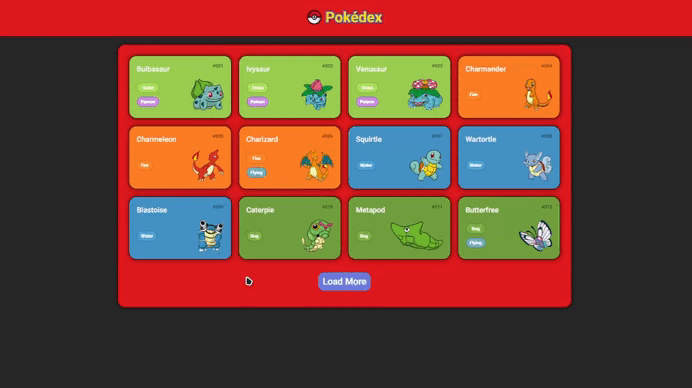 Pokédex
Bulbasaur #001
Grass
Poison
Ivysaur #002
Grass
Poison
Venusaur #003
Grass
Poison
Charmander #004
Fire
Charmeleon #005
Fire
Charizard #006
Fire
Flying
Squirtle #007
Water
Wartortle #008
Water
Blastoise #009
Water
Caterpie #010
Bug
Metapod #011
Bug
Butterfree #012
Bug
Flying
Load More